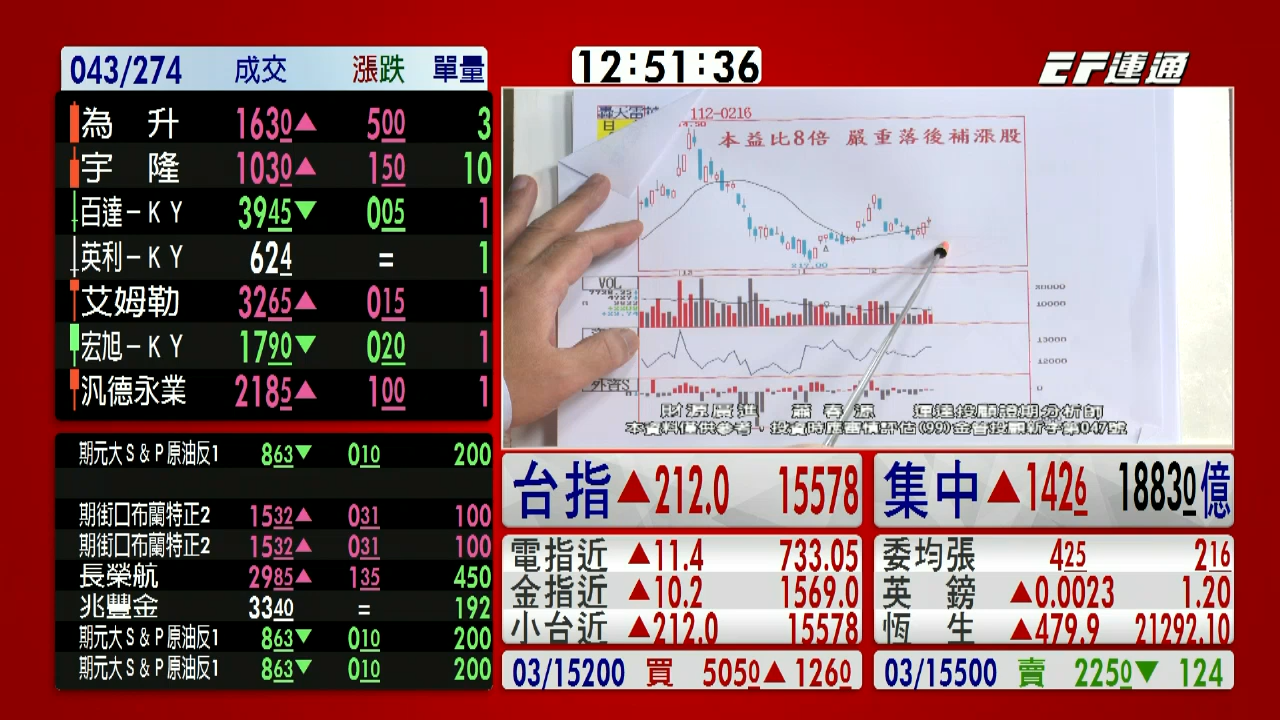 043/274 成交 漲跌 單量
12:51:36
EF運通
為升 1630▲ 500 3
宇隆 1030▲ 150 10
百達-KY 3945▼ 005 1
英利-KY 624 = 1
艾姆勒 3265▲ 015 1
宏旭-KY 1790▼ 020 1
汎德永業 2185▲ 100 1
112-0216
日
本益比8倍 嚴重落後補漲股
217.00
VOL
30000
10000
13000
12000
0
財源廣進 蕭春源 運達投顧證期分析師
本資料僅供參考,投資時應審慎評估(99)金管投顧新字第047號
期元大S&P原油反1 863▼ 010 200
期街口布蘭特正2 1532▲ 031 100
期街口布蘭特正2 1532▲ 031 100
長榮航 2985▲ 135 450
兆豐金 3340 = 192
期元大S&P原油反1 863▼ 010 200
期元大S&P原油反1 863▼ 010 200
台指▲212.0 15578
集中▲1426 18830億
電指近 ▲11.4 733.05
金指近 ▲10.2 1569.0
小台近 ▲212.0 15578
委均張 425 216
英鎊 ▲0.0023 1.20
恆生 ▲479.9 21292.10
03/15200 買 5050▲1260
03/15500 賣 2250▼ 124